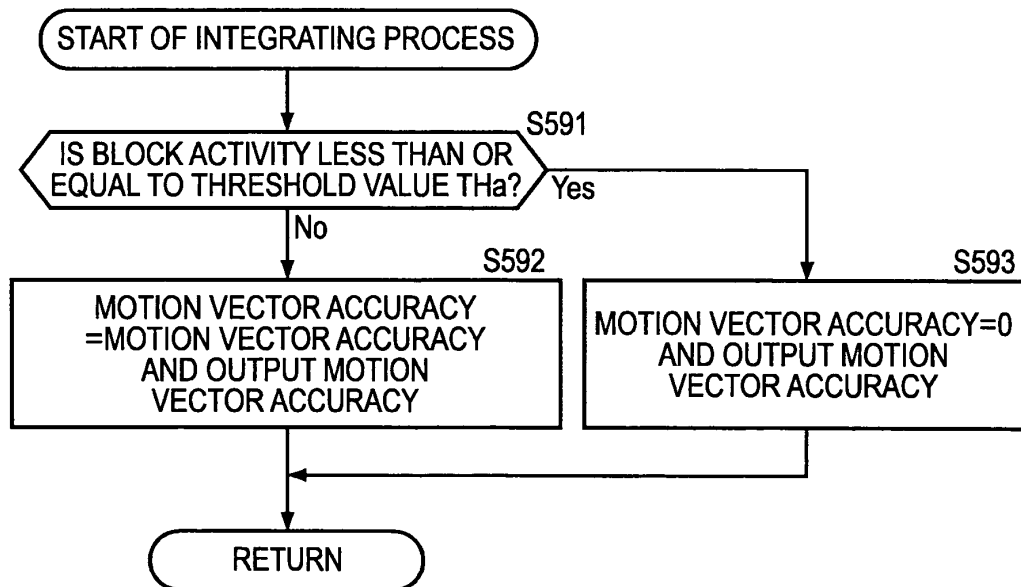 START OF INTEGRATING PROCESS
S591
IS BLOCK ACTIVITY LESS THAN OR
EQUAL TO THRESHOLD VALUE THa?
Yes
No
S592
MOTION VECTOR ACCURACY
=MOTION VECTOR ACCURACY
AND OUTPUT MOTION
VECTOR ACCURACY
S593
MOTION VECTOR ACCURACY=0
AND OUTPUT MOTION
VECTOR ACCURACY
RETURN